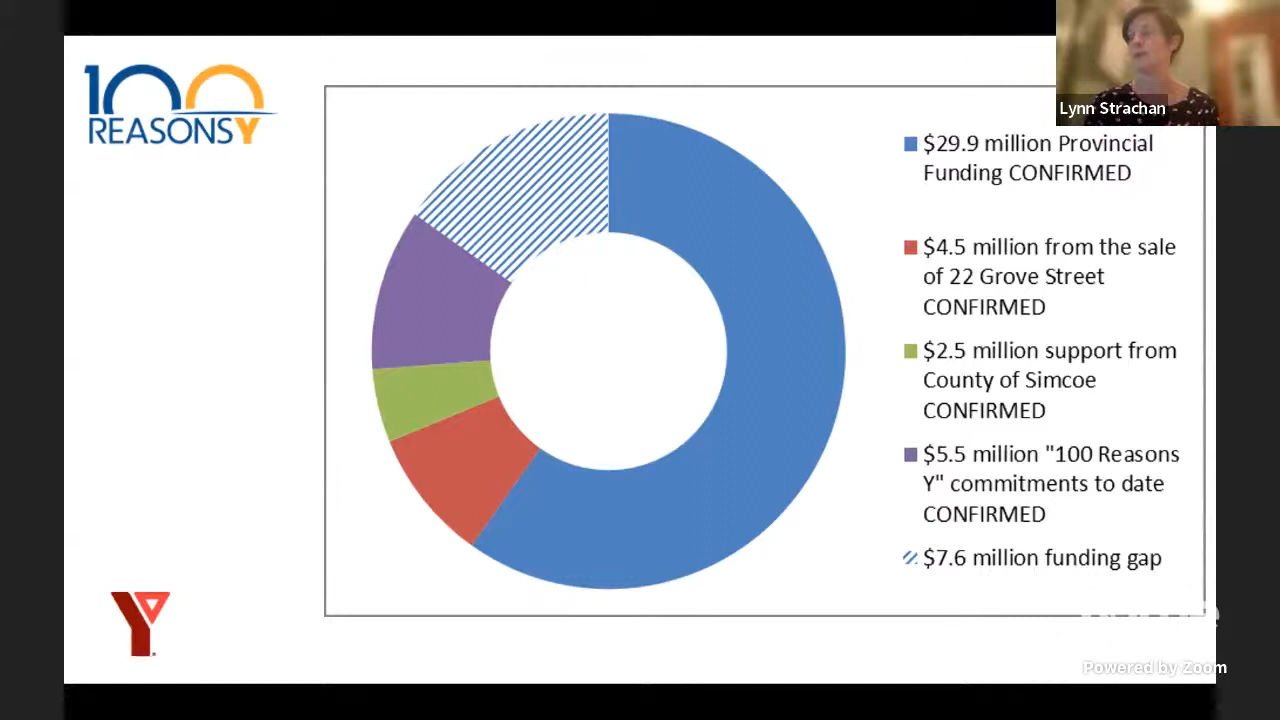 100
REASONSY
Lynn Strachan
$29.9 million Provincial
Funding CONFIRMED
$4.5 million from the sale
of 22 Grove Street
CONFIRMED
$2.5 million support from
County of Simcoe
CONFIRMED
$5.5 million "100 Reasons
Y" commitments to date
CONFIRMED
$7.6 million funding gap
Y
Powered by Zoom